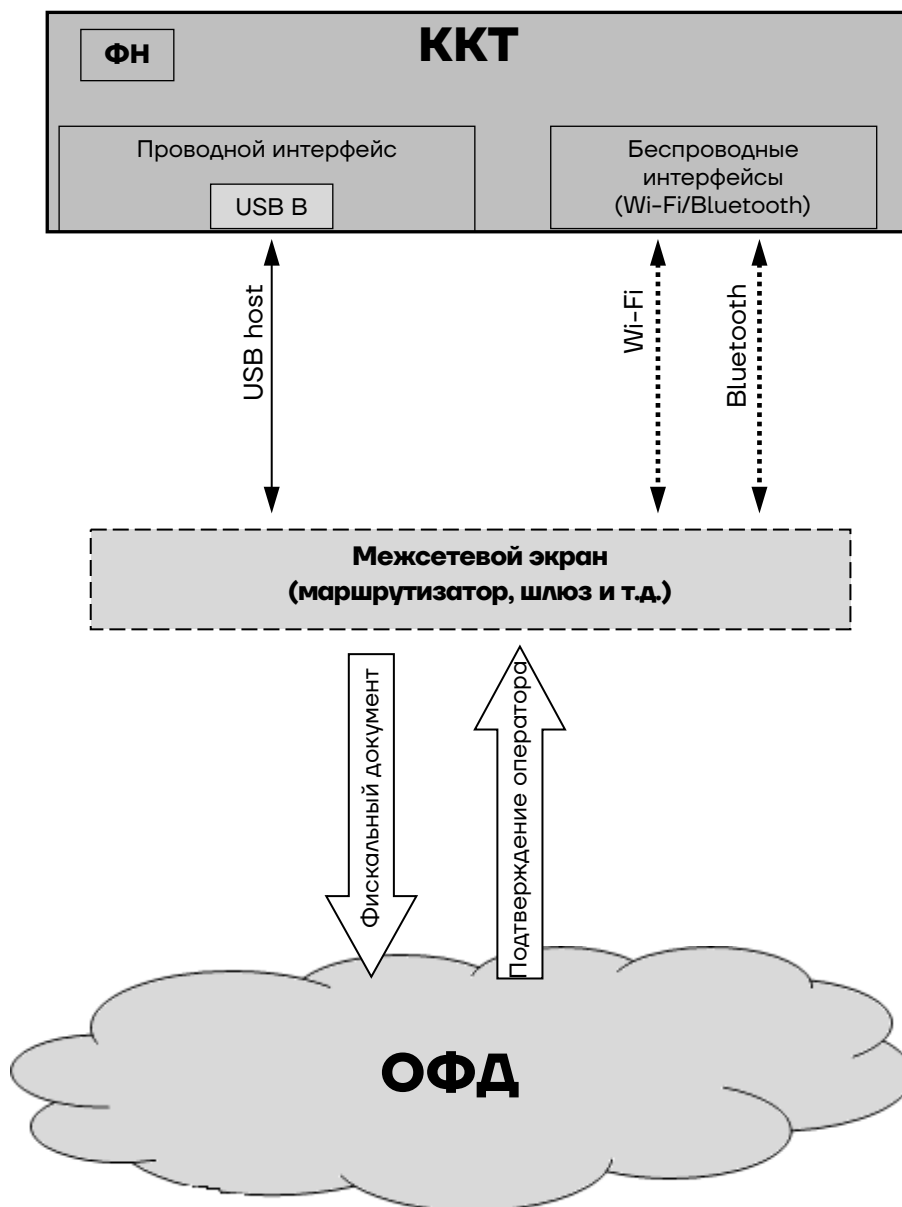 ККТ
ФН
Проводной интерфейс
USB B
Беспроводные
интерфейсы
(Wi-Fi/Bluetooth)
USB host
Wi-Fi
Bluetooth
Межсетевой экран
(маршрутизатор, шлюз и т.д.)
Фискальный документ
Подтверждение оператора
ОФД